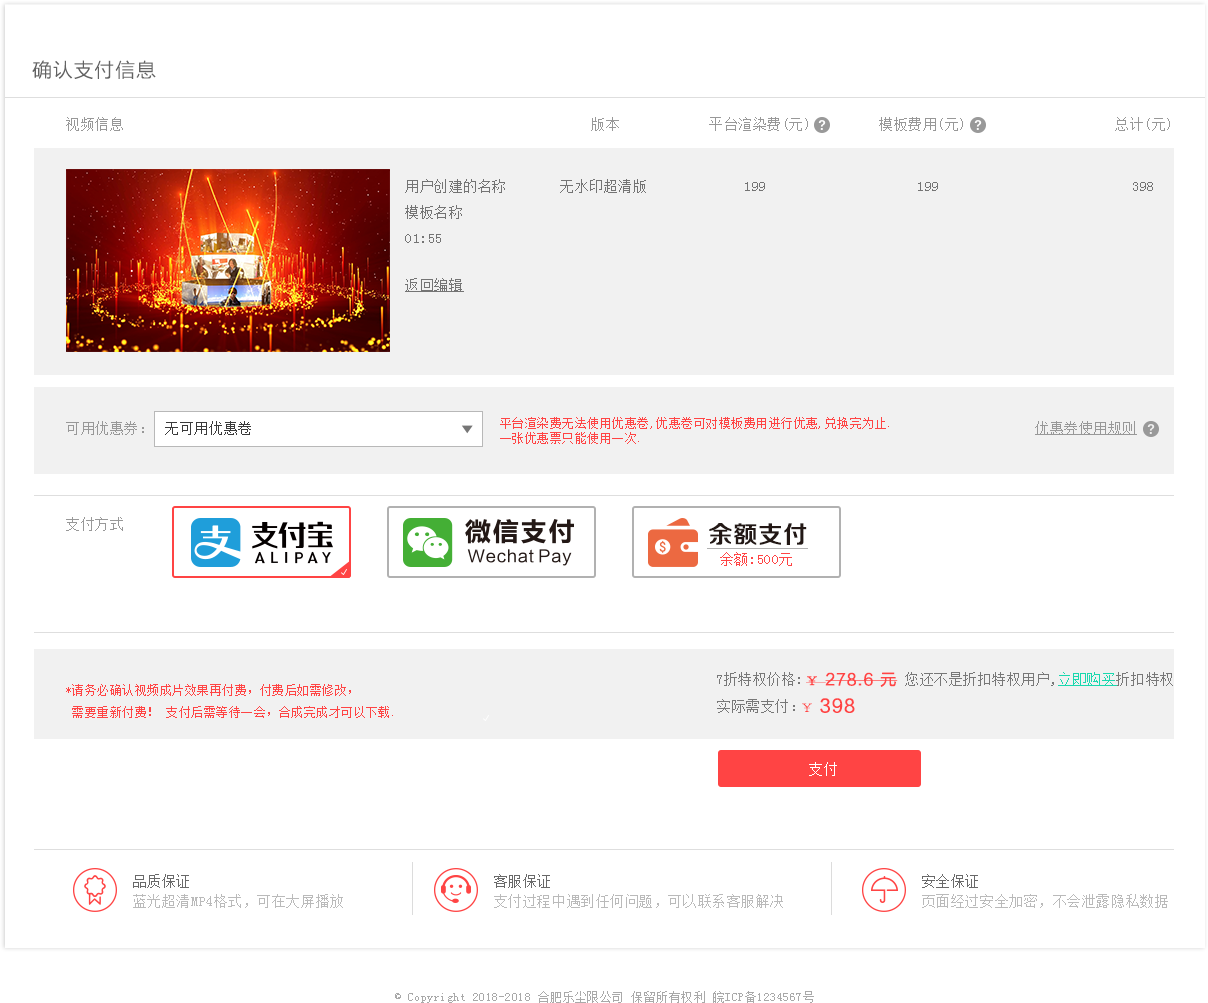 确认支付信息
视频信息 版本 平台渲染费(元) ? 模板费用(元) ? 总计(元)
用户创建的名称 无水印超清版 199 199 398
模板名称
01:55
返回编辑
可用优惠券: 无可用优惠卷
平台渲染费无法使用优惠卷,优惠卷可对模板费用进行优惠,兑换完为止.
一张优惠票只能使用一次.
优惠券使用规则 ?
支付方式
支 支付宝
ALIPAY
微信支付
Wechat Pay
余额支付
余额:500元
*请务必确认视频成片效果再付费，付费后如需修改，
需要重新付费! 支付后需等待一会，合成完成才可以下载.
7折特权价格: ¥ 278.6 元 您还不是折扣特权用户,立即购买折扣特权
实际需支付: ¥ 398
支付
品质保证
蓝光超清MP4格式，可在大屏播放
客服保证
支付过程中遇到任何问题，可以联系客服解决
安全保证
页面经过安全加密，不会泄露隐私数据
© Copyright 2018-2018 合肥乐尘限公司 保留所有权利 皖ICP备1234567号